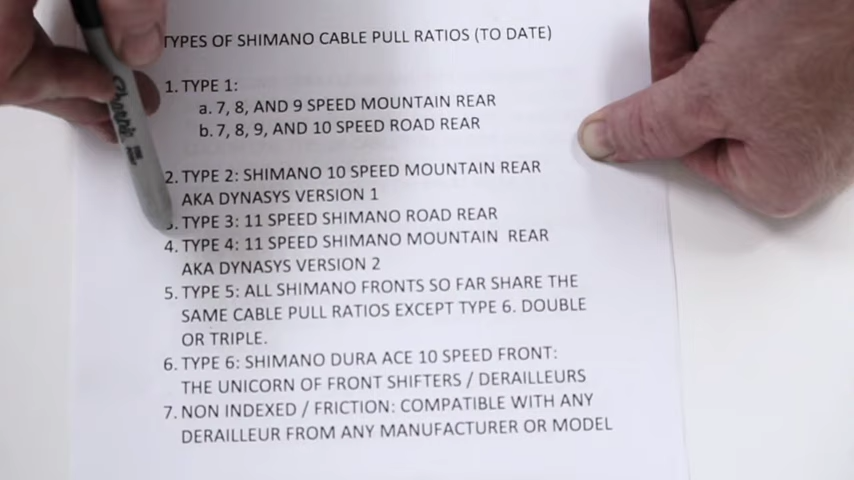 TYPES OF SHIMANO CABLE PULL RATIOS (TO DATE)
1. TYPE 1:
a. 7, 8, AND 9 SPEED MOUNTAIN REAR
b. 7, 8, 9, AND 10 SPEED ROAD REAR
2. TYPE 2: SHIMANO 10 SPEED MOUNTAIN REAR
AKA DYNASYS VERSION 1
3. TYPE 3: 11 SPEED SHIMANO ROAD REAR
4. TYPE 4: 11 SPEED SHIMANO MOUNTAIN REAR
AKA DYNASYS VERSION 2
5. TYPE 5: ALL SHIMANO FRONTS SO FAR SHARE THE
SAME CABLE PULL RATIOS EXCEPT TYPE 6. DOUBLE
OR TRIPLE.
6. TYPE 6: SHIMANO DURA ACE 10 SPEED FRONT:
THE UNICORN OF FRONT SHIFTERS / DERAILLEURS
7. NON INDEXED / FRICTION: COMPATIBLE WITH ANY
DERAILLEUR FROM ANY MANUFACTURER OR MODEL
Sharpie